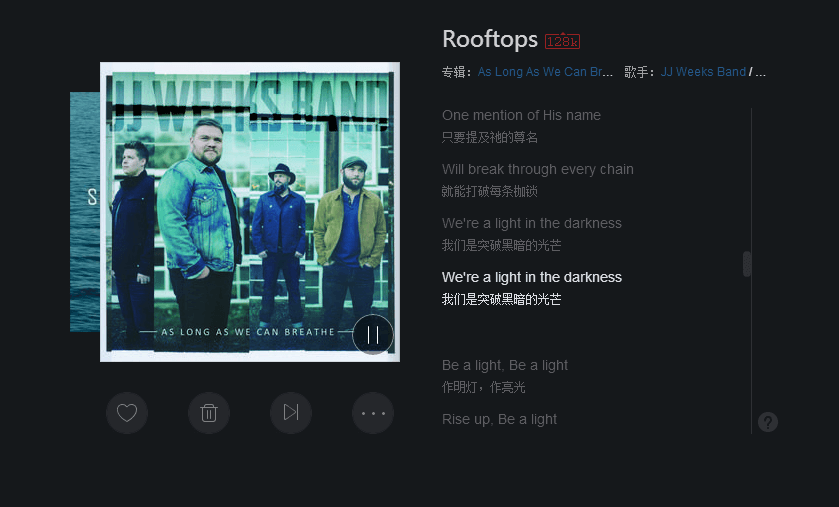 S
JJ WEEKS BAND
AS LONG AS WE CAN BREATHE
Rooftops 128k
专辑：As Long As We Can Br... 歌手：JJ Weeks Band / ...
One mention of His name
只要提及祂的尊名
Will break through every chain
就能打破每条枷锁
We're a light in the darkness
我们是突破黑暗的光芒
We're a light in the darkness
我们是突破黑暗的光芒
Be a light, Be a light
作明灯，作亮光
Rise up, Be a light
?